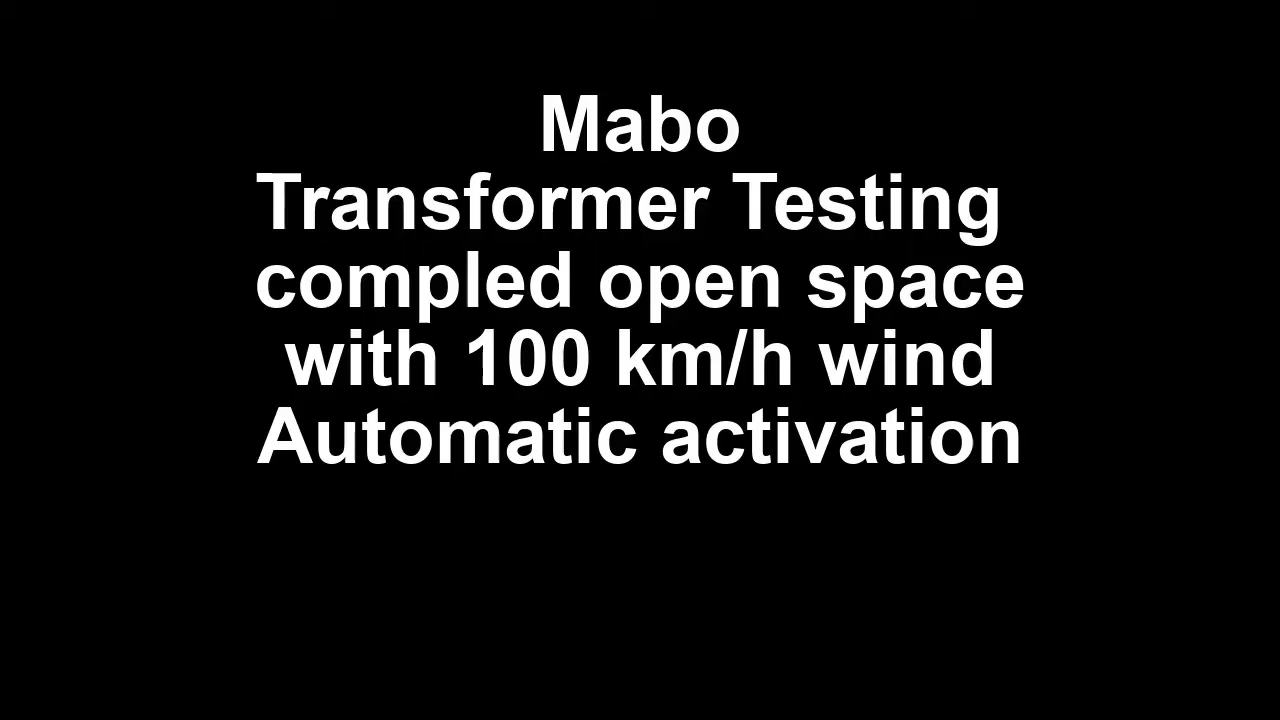 Mabo
Transformer Testing
compled open space
with 100 km/h wind
Automatic activation